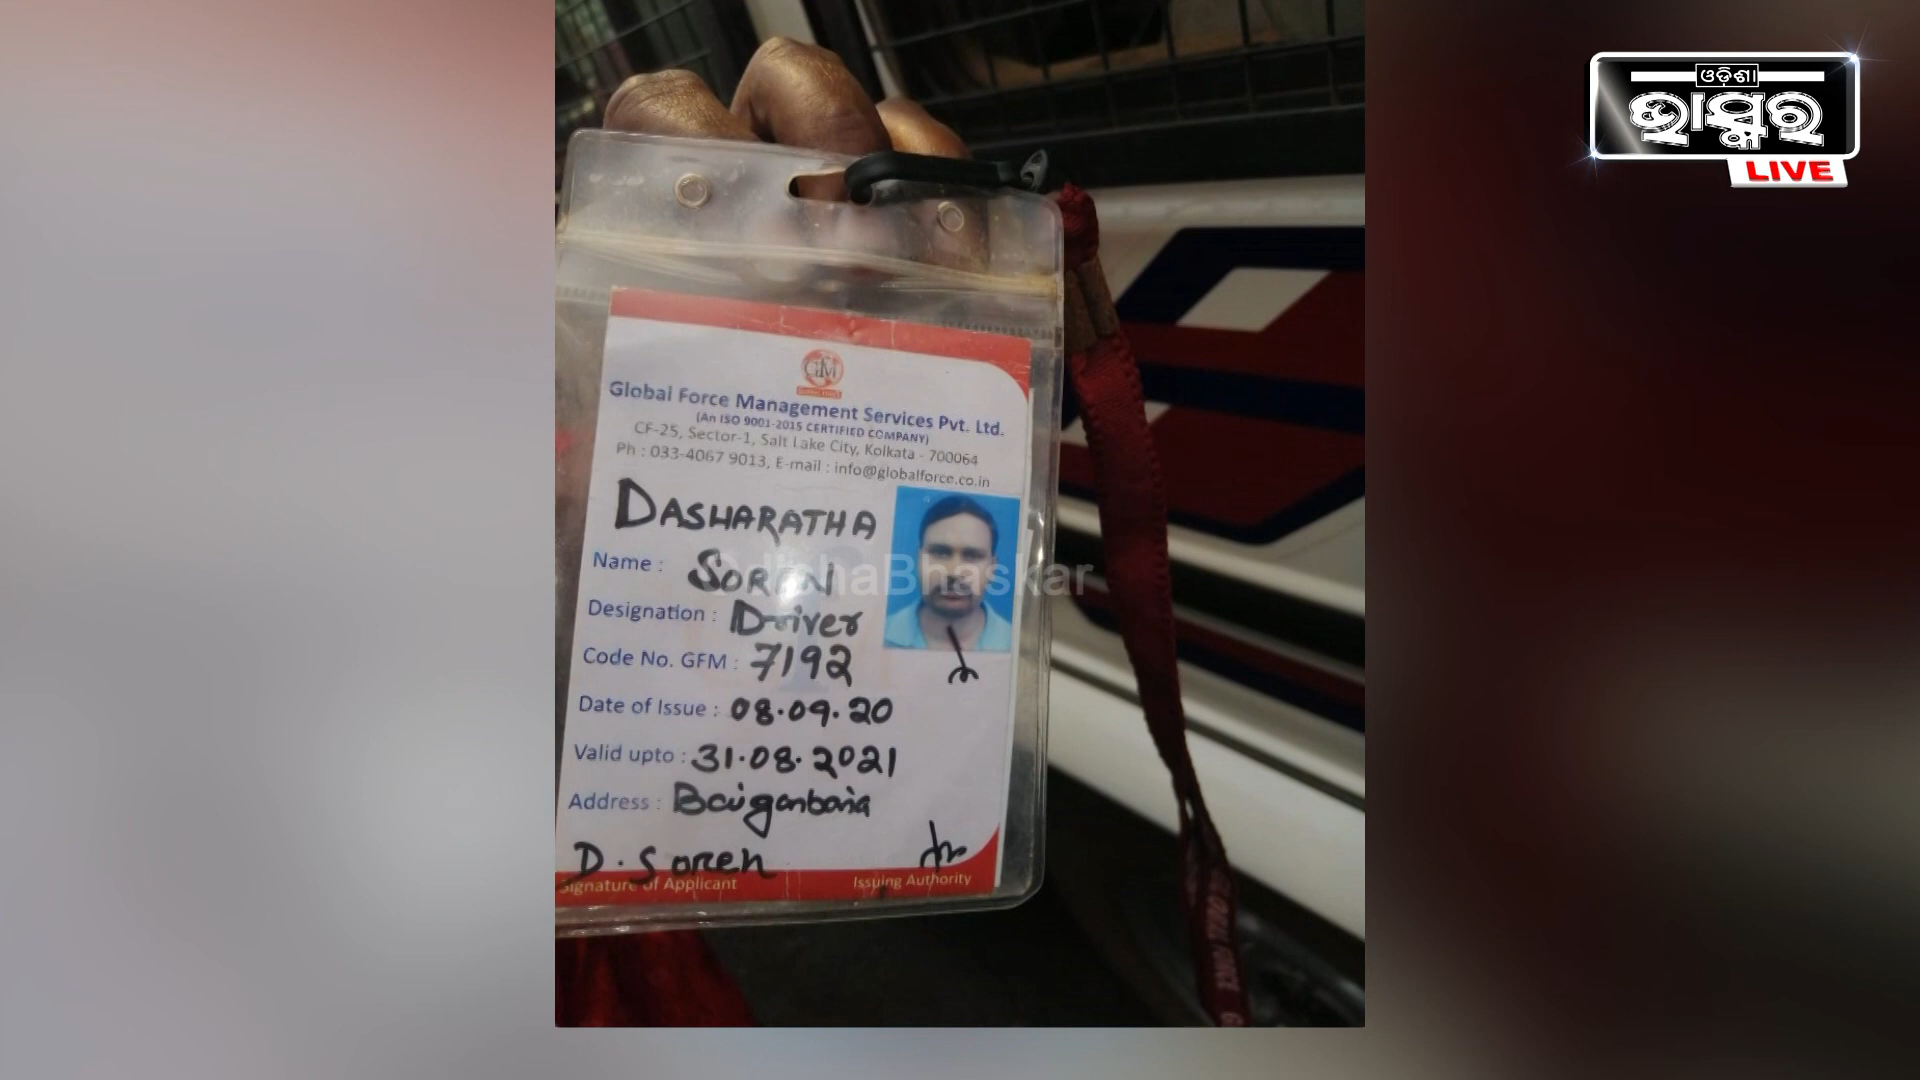 ଓଡ଼ିଶା
ଭାସ୍କର
LIVE
GFM
Global Force Management Services Pvt. Ltd.
(An ISO 9001-2015 CERTIFIED COMPANY)
CF-25, Sector-1, Salt Lake City, Kolkata - 700064
Ph : 033-4067 9013, E-mail : info@globalforce.co.in
DASHARATHA
Name : SOREN
OdishaBhaskar
Designation : Driver
Code No. GFM : 7192
Date of Issue : 08.09.20
Valid upto : 31.08.2021
Address : Baiganbaria
D. Soren
Signature of Applicant
Issuing Authority